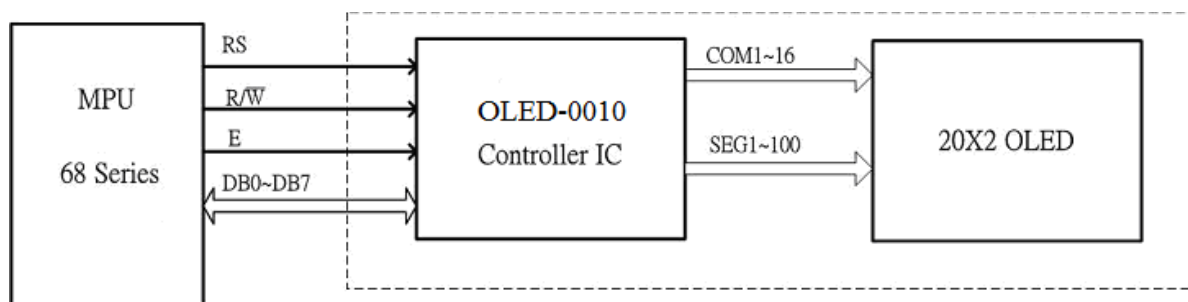 MPU
68 Series
RS
R/W̅
E
DB0~DB7
OLED-0010
Controller IC
COM1~16
SEG1~100
20X2 OLED